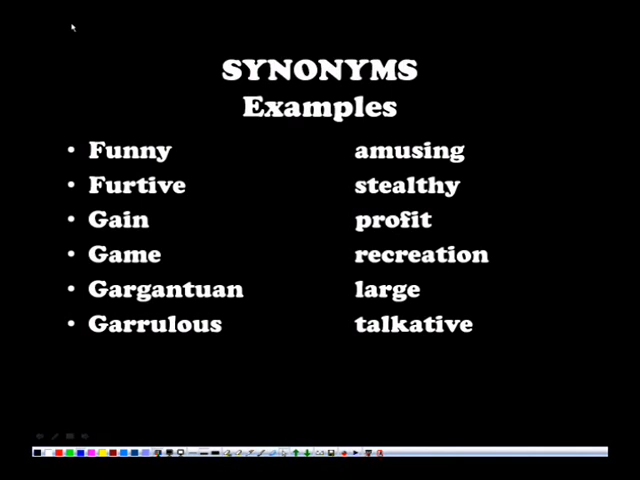 SYNONYMS
Examples
• Funny amusing
• Furtive stealthy
• Gain profit
• Game recreation
• Gargantuan large
• Garrulous talkative